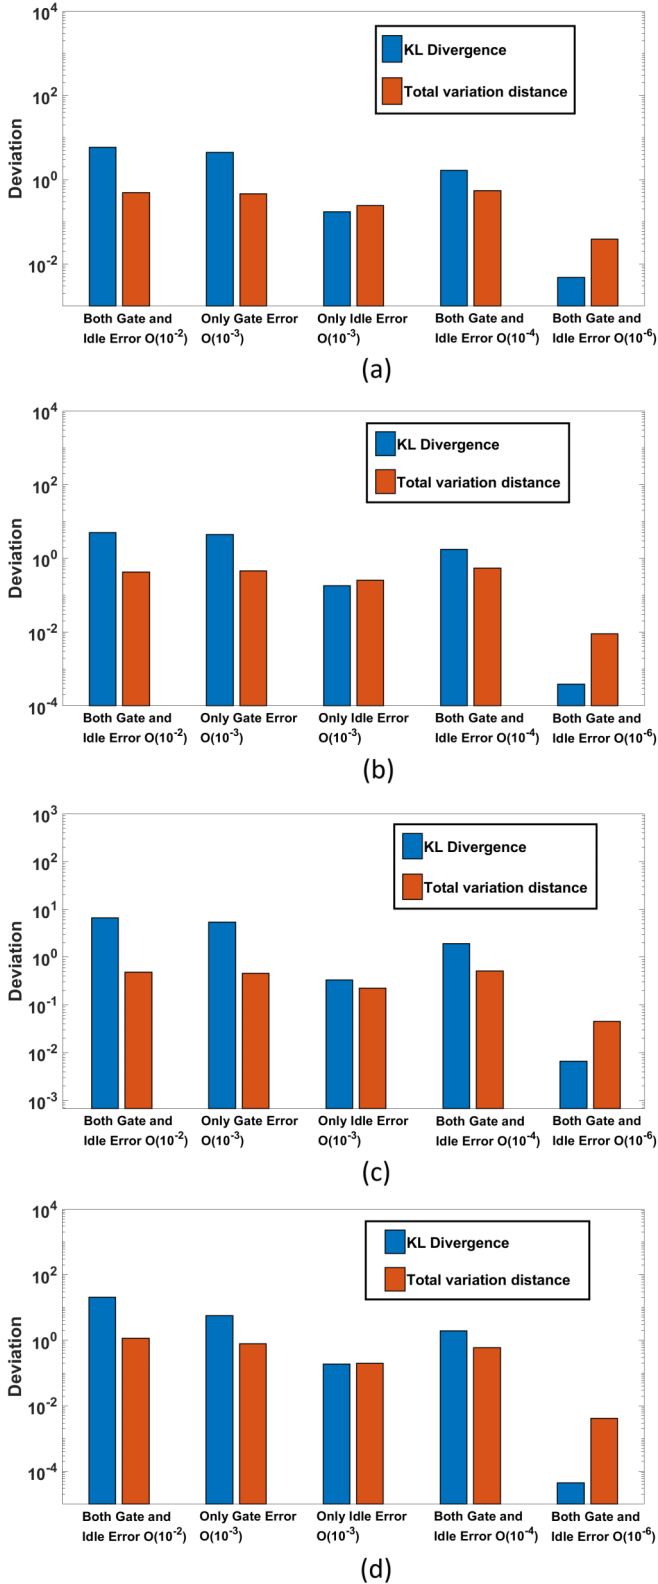 10^4
KL Divergence
10^2
Total variation distance
Deviation
10^0
10^-2
Both Gate and Only Gate Error Only Idle Error Both Gate and Both Gate and
Idle Error O(10^-2) O(10^-3) O(10^-3) Idle Error O(10^-4) Idle Error O(10^-6)
(a)
10^4
KL Divergence
10^2
Total variation distance
Deviation
10^0
10^-2
10^-4
Both Gate and Only Gate Error Only Idle Error Both Gate and Both Gate and
Idle Error O(10^-2) O(10^-3) O(10^-3) Idle Error O(10^-4) Idle Error O(10^-6)
(b)
10^3
KL Divergence
10^2
Total variation distance
10^1
Deviation
10^0
10^-1
10^-2
10^-3
Both Gate and Only Gate Error Only Idle Error Both Gate and Both Gate and
Idle Error O(10^-2) O(10^-3) O(10^-3) Idle Error O(10^-4) Idle Error O(10^-6)
(c)
10^4
KL Divergence
10^2
Total variation distance
Deviation
10^0
10^-2
10^-4
Both Gate and Only Gate Error Only Idle Error Both Gate and Both Gate and
Idle Error O(10^-2) O(10^-3) O(10^-3) Idle Error O(10^-4) Idle Error O(10^-6)
(d)